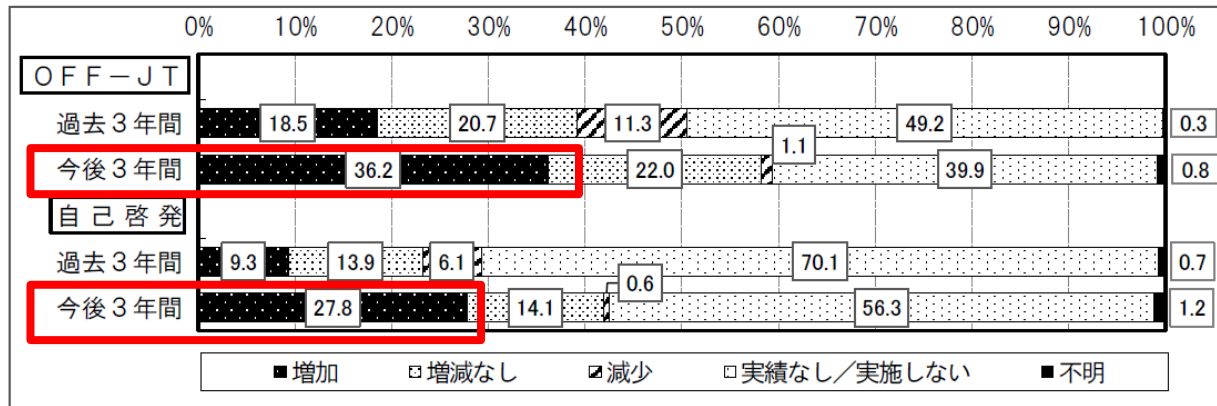 0% 10% 20% 30% 40% 50% 60% 70% 80% 90% 100%
OFF-JT
過去3年間 18.5 20.7 11.3 49.2 0.3
今後3年間 36.2 22.0 1.1 39.9 0.8
自己啓発
過去3年間 9.3 13.9 6.1 70.1 0.7
今後3年間 27.8 14.1 0.6 56.3 1.2
増加 増減なし 減少 実績なし/実施しない 不明